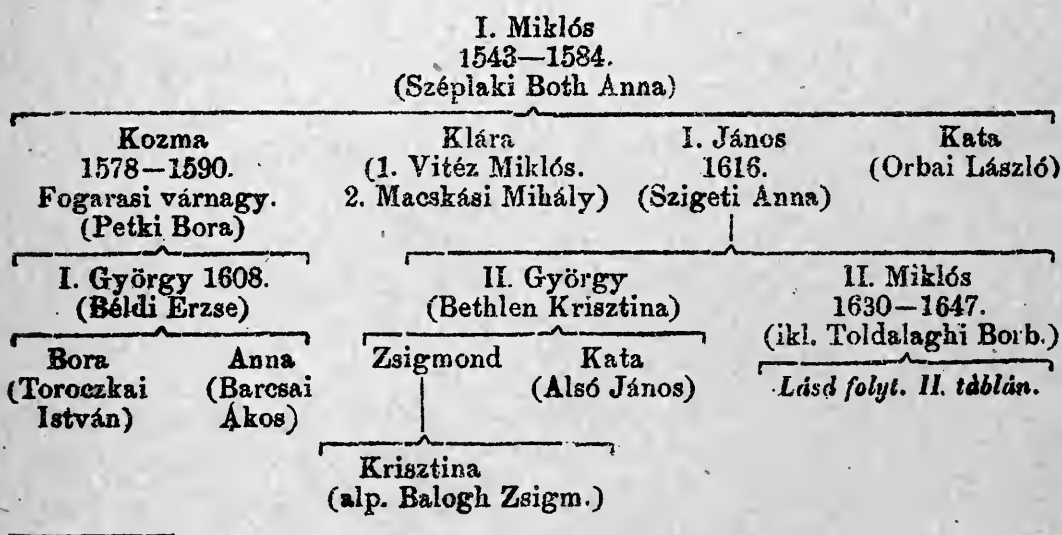 I. Miklós
1543—1584.
(Széplaki Both Anna)
Kozma Klára I. János Kata
1578—1590. (1. Vitéz Miklós. 1616. (Orbai László)
Fogarasi várnagy. 2. Macskási Mihály) (Szigeti Anna)
(Petki Bora)
I. György 1608. II. György II. Miklós
(Béldi Erzse) (Bethlen Krisztina) 1630—1647.
(ikl. Toldalaghi Borb.)
Bora Anna Zsigmond Kata
(Toroczkai (Barcsai (Alsó János) Lásd folyt. II. táblán.
István) Ákos)
Krisztina
(alp. Balogh Zsigm.)